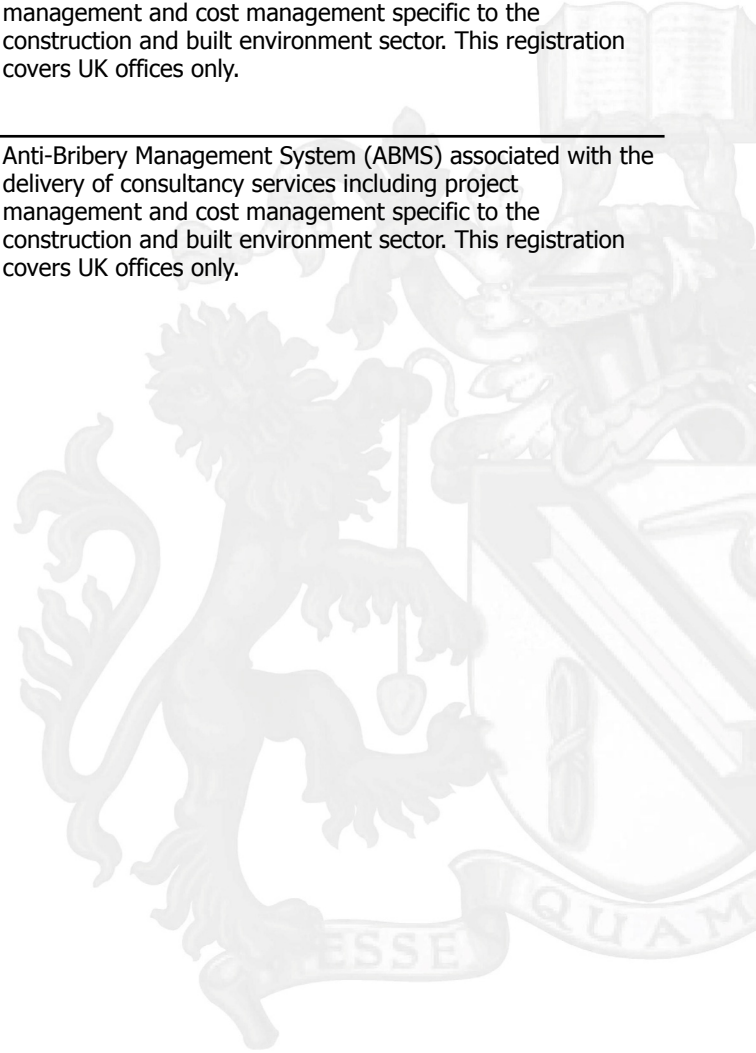 management and cost management specific to the
construction and built environment sector. This registration
covers UK offices only.
Anti-Bribery Management System (ABMS) associated with the
delivery of consultancy services including project
management and cost management specific to the
construction and built environment sector. This registration
covers UK offices only.
ESSE QUAM